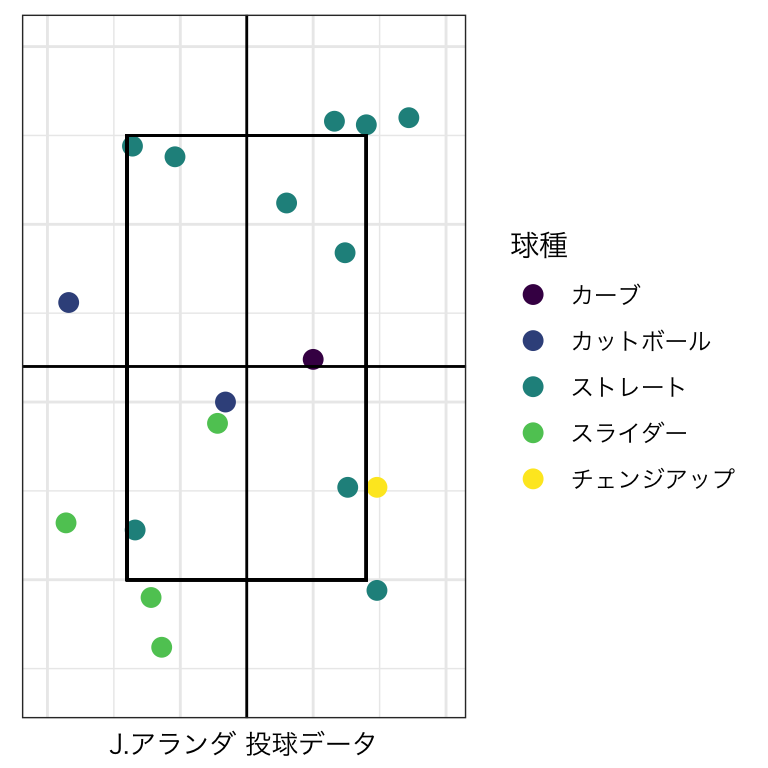 球種
カーブ
カットボール
ストレート
スライダー
チェンジアップ
J.アランダ 投球データ